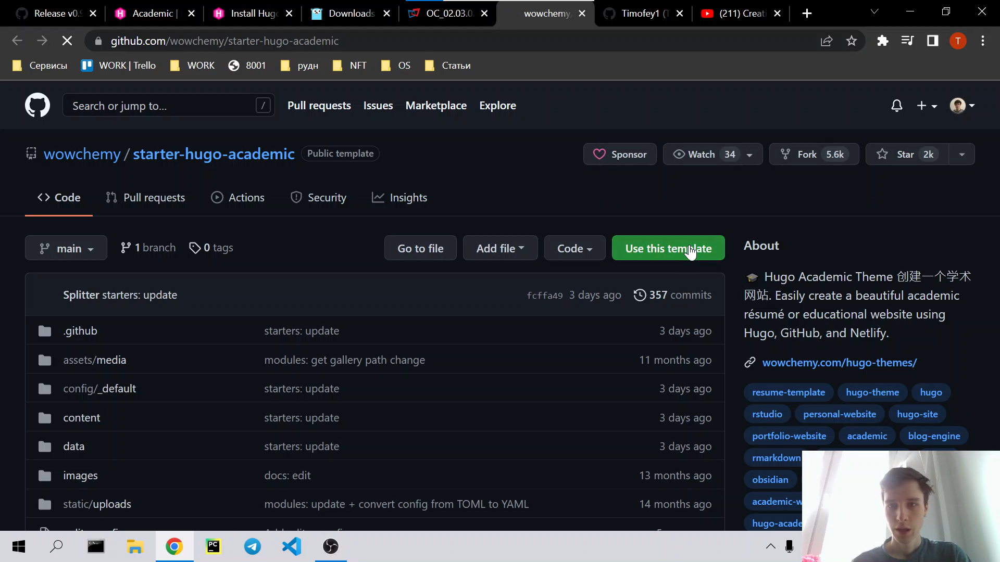 Release v0.9
Academic |
Install Hugo
Downloads
OC_02.03.0
wowchemy
Timofey1 (T
(211) Creati
github.com/wowchemy/starter-hugo-academic
T
Сервисы
WORK | Trello
WORK
8001
рудн
NFT
OS
Статьи
Search or jump to...
/
Pull requests
Issues
Marketplace
Explore
wowchemy / starter-hugo-academic
Public template
Sponsor
Watch 34
Fork 5.6k
Star 2k
Code
Pull requests
Actions
Security
Insights
main
1 branch
0 tags
Go to file
Add file
Code
Use this template
Splitter starters: update
fcffa49 3 days ago
357 commits
.github
starters: update
3 days ago
assets/media
modules: get gallery path change
11 months ago
config/_default
starters: update
3 days ago
content
starters: update
3 days ago
data
starters: update
3 days ago
images
docs: edit
13 months ago
static/uploads
modules: update + convert config from TOML to YAML
14 months ago
About
Hugo Academic Theme 创建一个学术
网站. Easily create a beautiful academic
résumé or educational website using
Hugo, GitHub, and Netlify.
wowchemy.com/hugo-themes/
resume-template
hugo-theme
hugo
rstudio
personal-website
hugo-site
portfolio-website
academic
blog-engine
rmarkdown
obsidian
academic-w
hugo-acade
PC